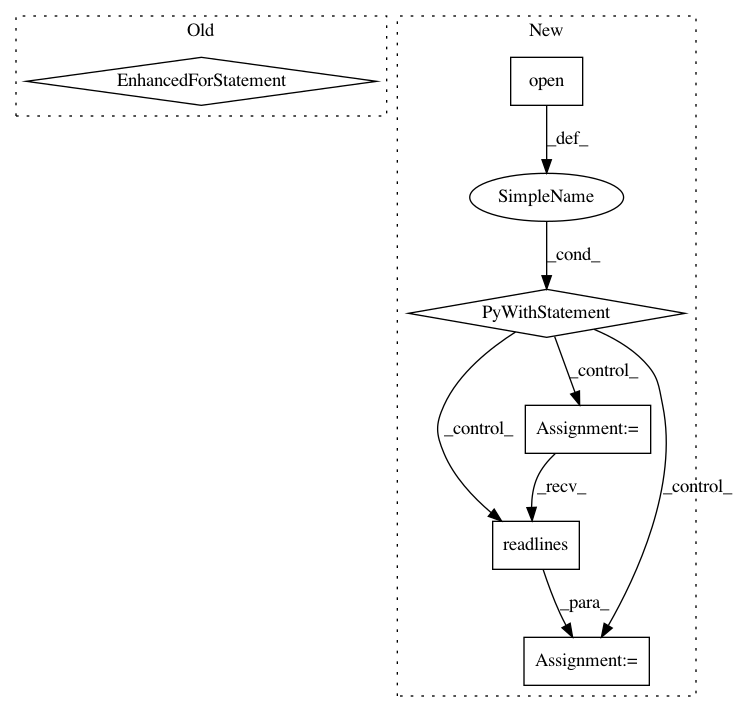 Old
New
EnhancedForStatement
open
_def_
SimpleName
_cond_
PyWithStatement
_control_
_control_
Assignment:=
_control_
_recv_
readlines
_para_
Assignment:=